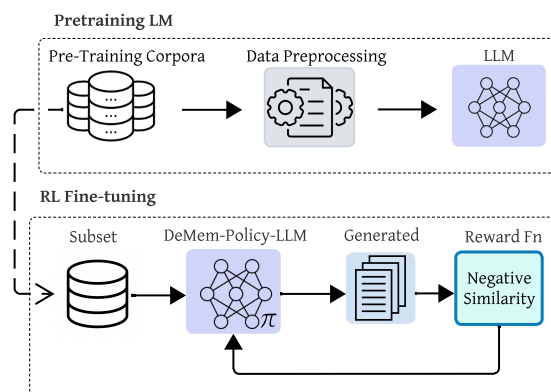 Pretraining LM
Pre-Training Corpora
Data Preprocessing
LLM
RL Fine-tuning
Subset
DeMem-Policy-LLM
Generated
Reward Fn
π
Negative
Similarity